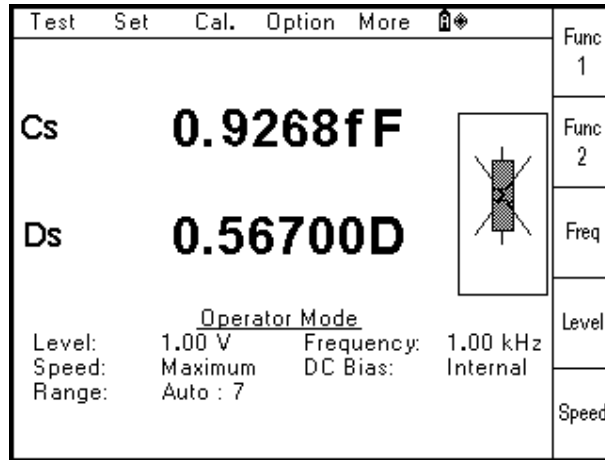 Test Set Cal. Option More
Cs 0.9268fF
Ds 0.56700D
Operator Mode
Level: 1.00 V Frequency: 1.00 kHz
Speed: Maximum DC Bias: Internal
Range: Auto : 7
Func
1
Func
2
Freq
Level
Speed